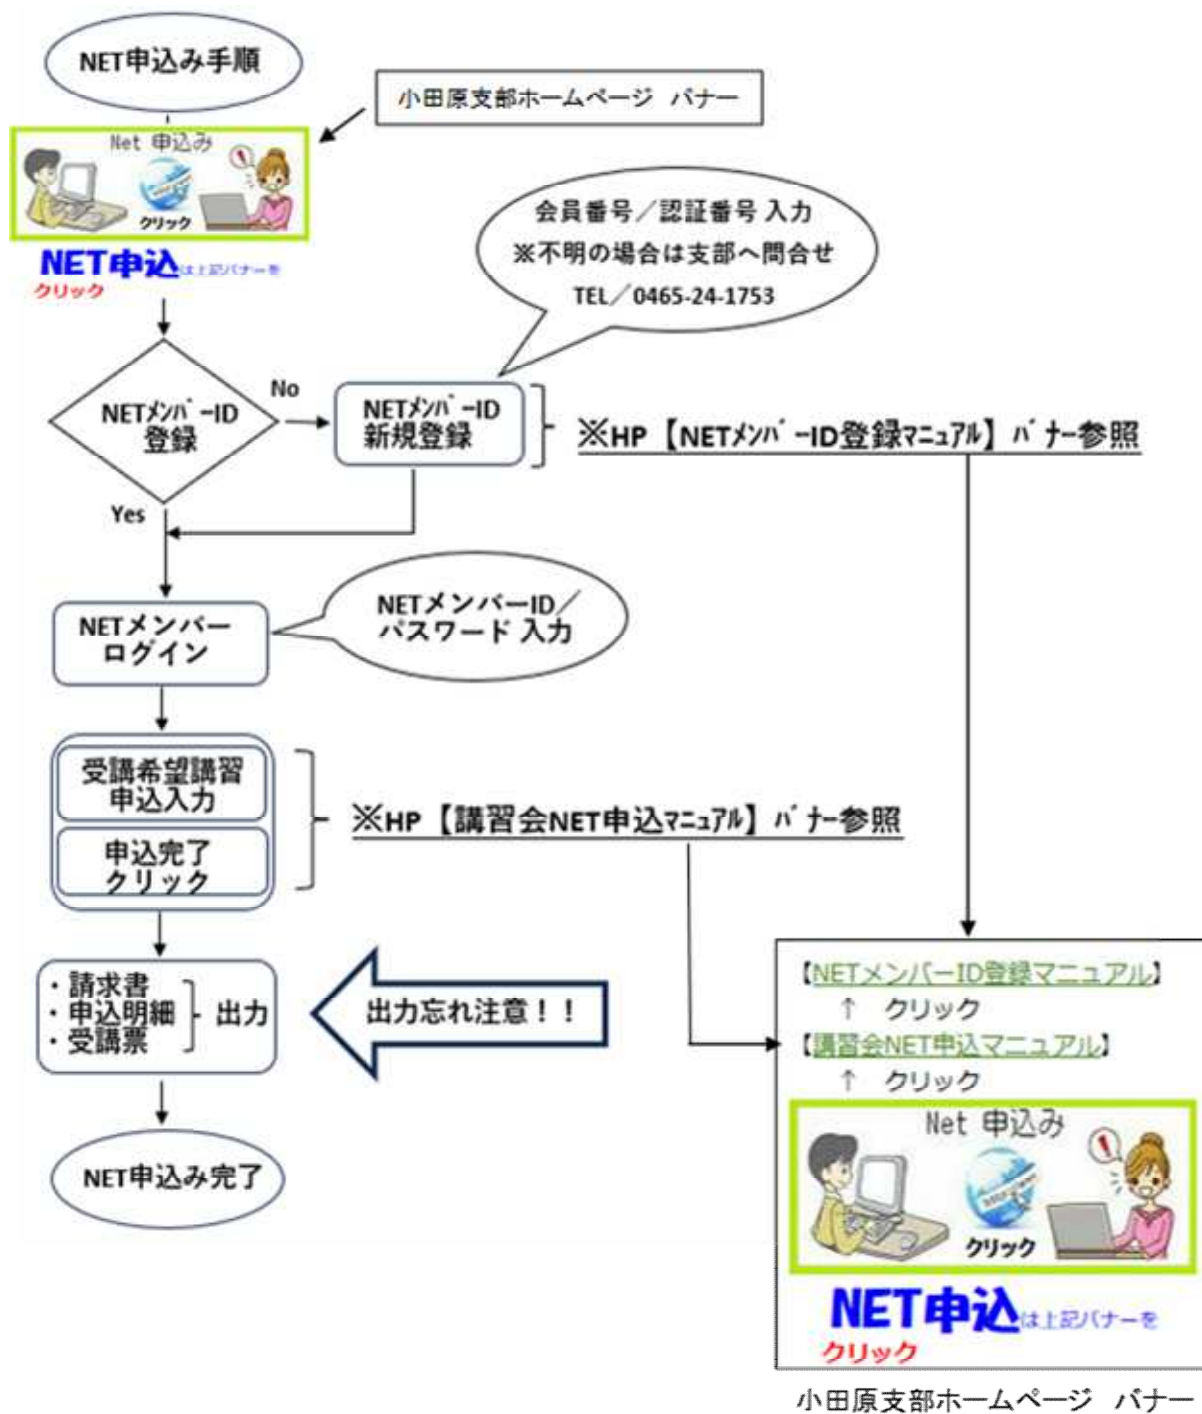 NET申込み手順
小田原支部ホームページ　バナー
Net 申込み
クリック
NET申込は上記バナーを
クリック
会員番号／認証番号 入力
※不明の場合は支部へ問合せ
TEL／0465-24-1753
NETﾒﾝﾊﾞｰID
登録
No
Yes
NETﾒﾝﾊﾞｰID
新規登録
※HP【NETﾒﾝﾊﾞｰID登録ﾏﾆｭｱﾙ】ﾊﾞﾅｰ参照
NETメンバー
ログイン
NETメンバーID／
パスワード 入力
受講希望講習
申込入力
申込完了
クリック
※HP【講習会NET申込ﾏﾆｭｱﾙ】ﾊﾞﾅｰ参照
・請求書
・申込明細
・受講票
出力
出力忘れ注意！！
NET申込み完了
【NETメンバーID登録マニュアル】
↑　クリック
【講習会NET申込マニュアル】
↑　クリック
Net 申込み
クリック
NET申込は上記バナーを
クリック
小田原支部ホームページ　バナー